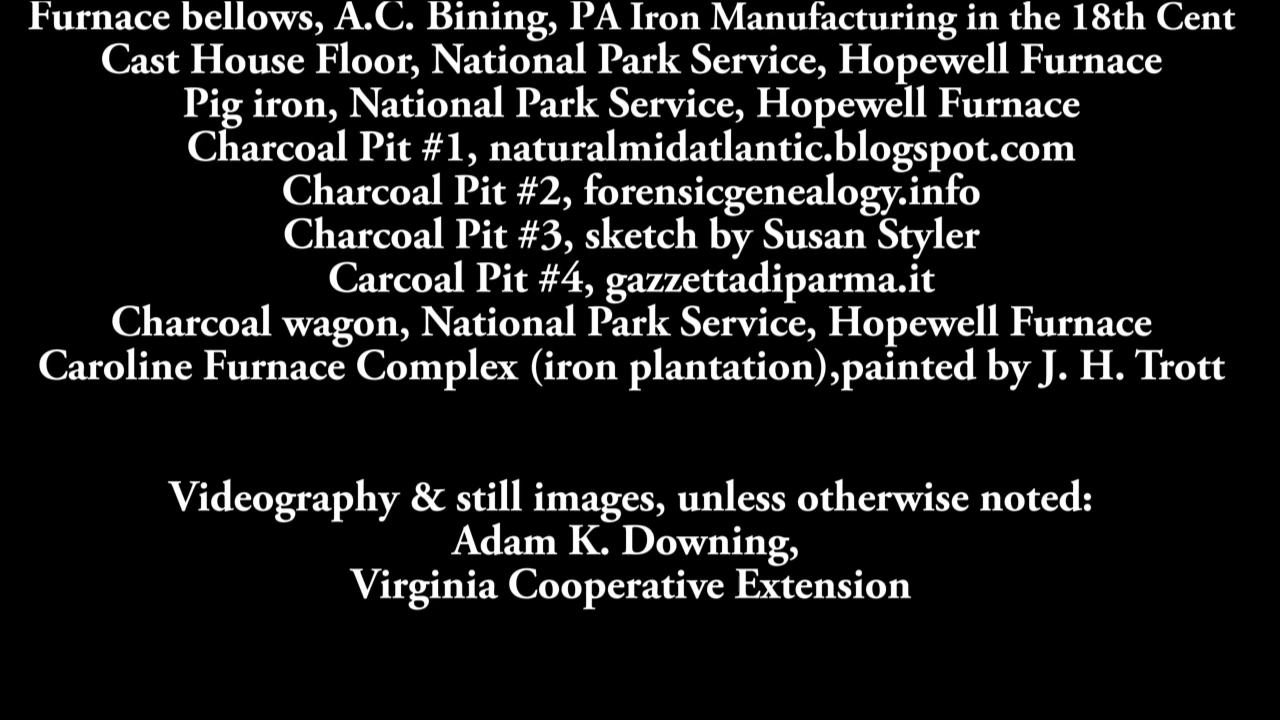 Furnace bellows, A.C. Bining, PA Iron Manufacturing in the 18th Cent
Cast House Floor, National Park Service, Hopewell Furnace
Pig iron, National Park Service, Hopewell Furnace
Charcoal Pit #1, naturalmidatlantic.blogspot.com
Charcoal Pit #2, forensicgenealogy.info
Charcoal Pit #3, sketch by Susan Styler
Carcoal Pit #4, gazzettadiparma.it
Charcoal wagon, National Park Service, Hopewell Furnace
Caroline Furnace Complex (iron plantation),painted by J. H. Trott
Videography & still images, unless otherwise noted:
Adam K. Downing,
Virginia Cooperative Extension